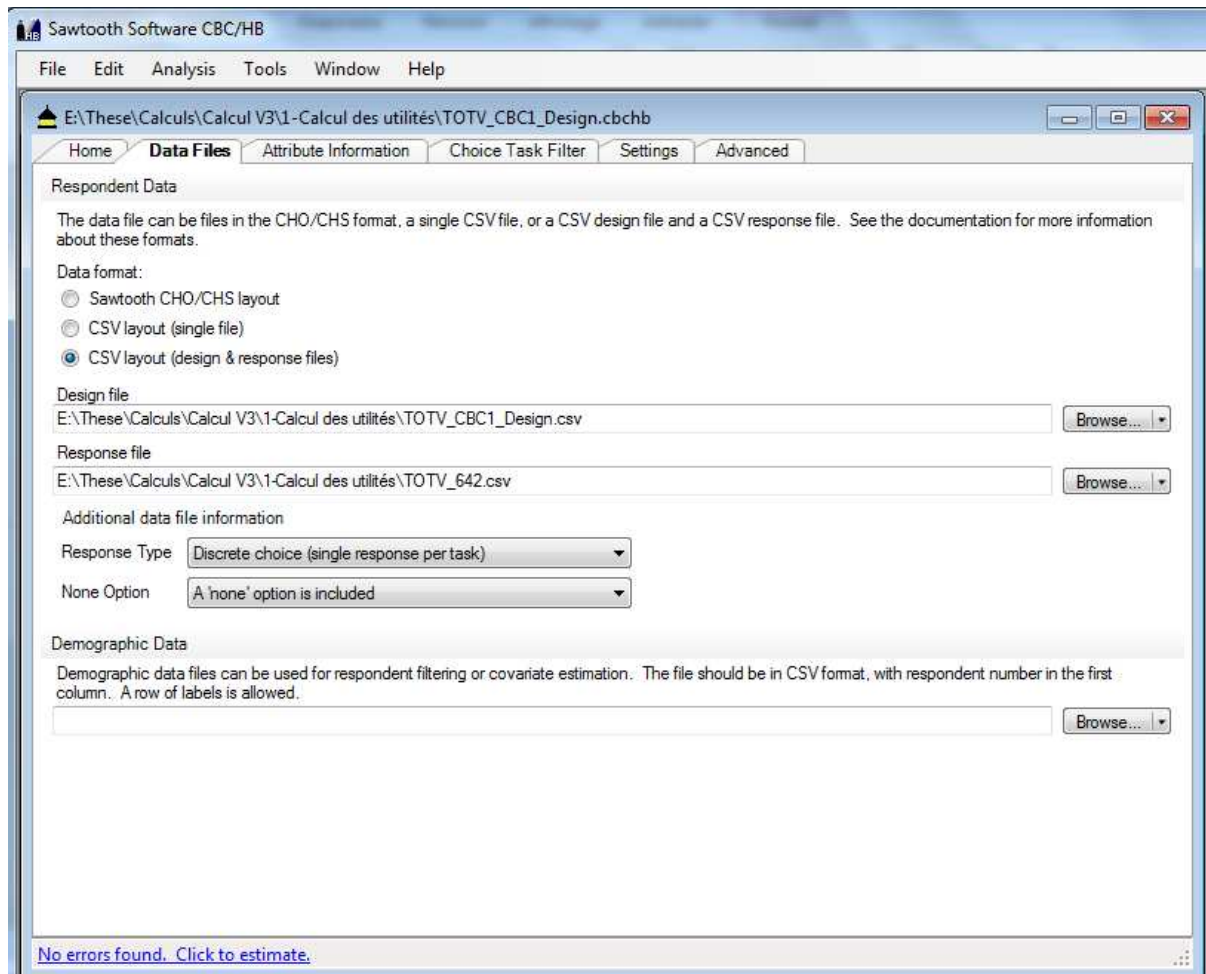 HB Sawtooth Software CBC/HB
File Edit Analysis Tools Window Help
E:\These\Calculs\Calcul V3\1-Calcul des utilités\TOTV_CBC1_Design.cbchb
Home Data Files Attribute Information Choice Task Filter Settings Advanced
Respondent Data
The data file can be files in the CHO/CHS format, a single CSV file, or a CSV design file and a CSV response file. See the documentation for more information
about these formats.
Data format:
Sawtooth CHO/CHS layout
CSV layout (single file)
CSV layout (design & response files)
Design file
E:\These\Calculs\Calcul V3\1-Calcul des utilités\TOTV_CBC1_Design.csv Browse...
Response file
E:\These\Calculs\Calcul V3\1-Calcul des utilités\TOTV_642.csv Browse...
Additional data file information
Response Type Discrete choice (single response per task)
None Option A 'none' option is included
Demographic Data
Demographic data files can be used for respondent filtering or covariate estimation. The file should be in CSV format, with respondent number in the first
column. A row of labels is allowed.
Browse...
No errors found. Click to estimate.